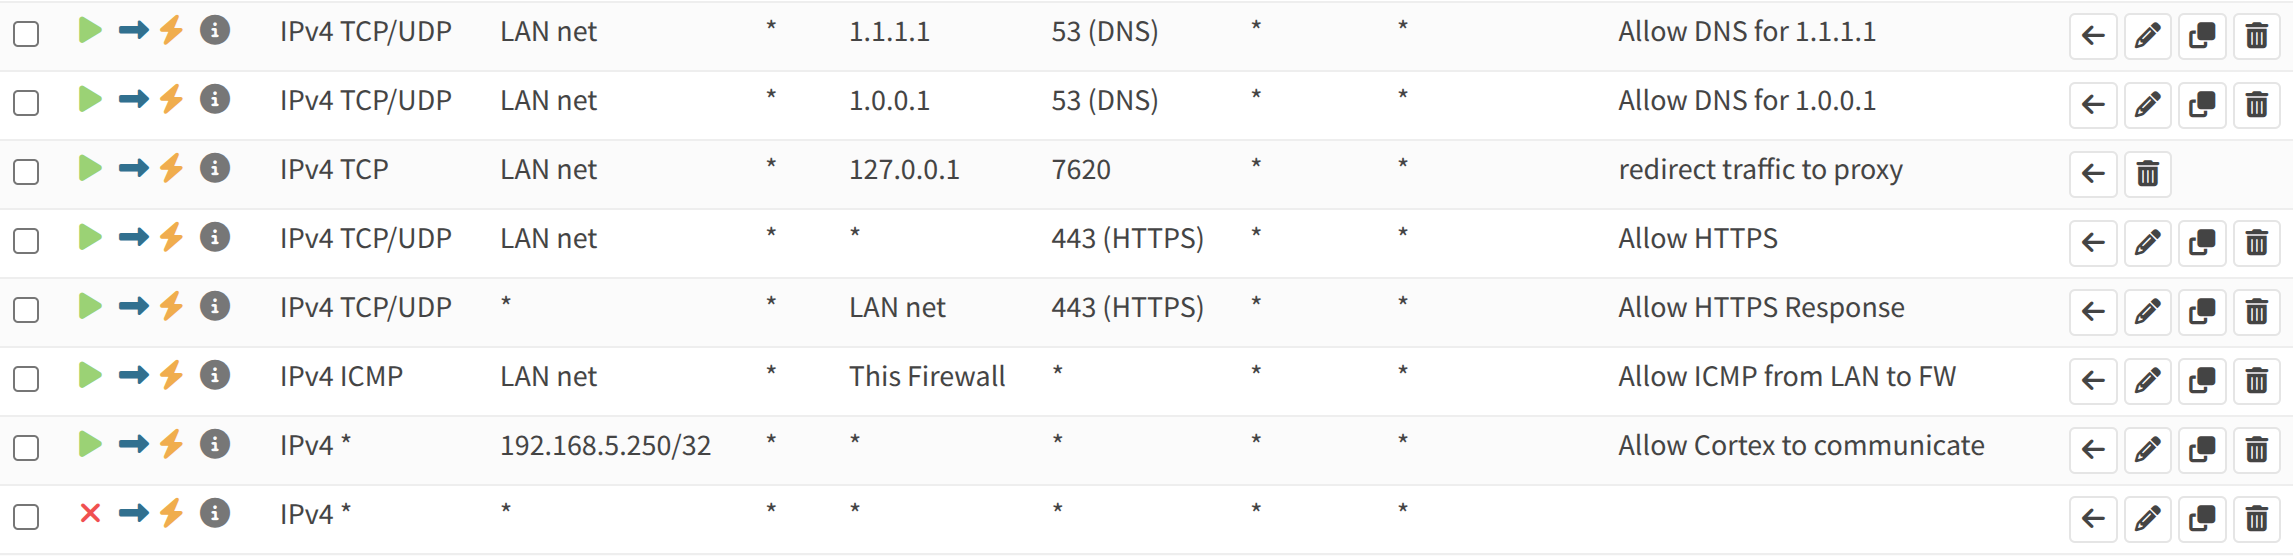 IPv4 TCP/UDP LAN net * 1.1.1.1 53 (DNS) * * Allow DNS for 1.1.1.1
IPv4 TCP/UDP LAN net * 1.0.0.1 53 (DNS) * * Allow DNS for 1.0.0.1
IPv4 TCP LAN net * 127.0.0.1 7620 * * redirect traffic to proxy
IPv4 TCP/UDP LAN net * * 443 (HTTPS) * * Allow HTTPS
IPv4 TCP/UDP * * LAN net 443 (HTTPS) * * Allow HTTPS Response
IPv4 ICMP LAN net * This Firewall * * * Allow ICMP from LAN to FW
IPv4 * 192.168.5.250/32 * * * * * Allow Cortex to communicate
IPv4 * * * * * * *